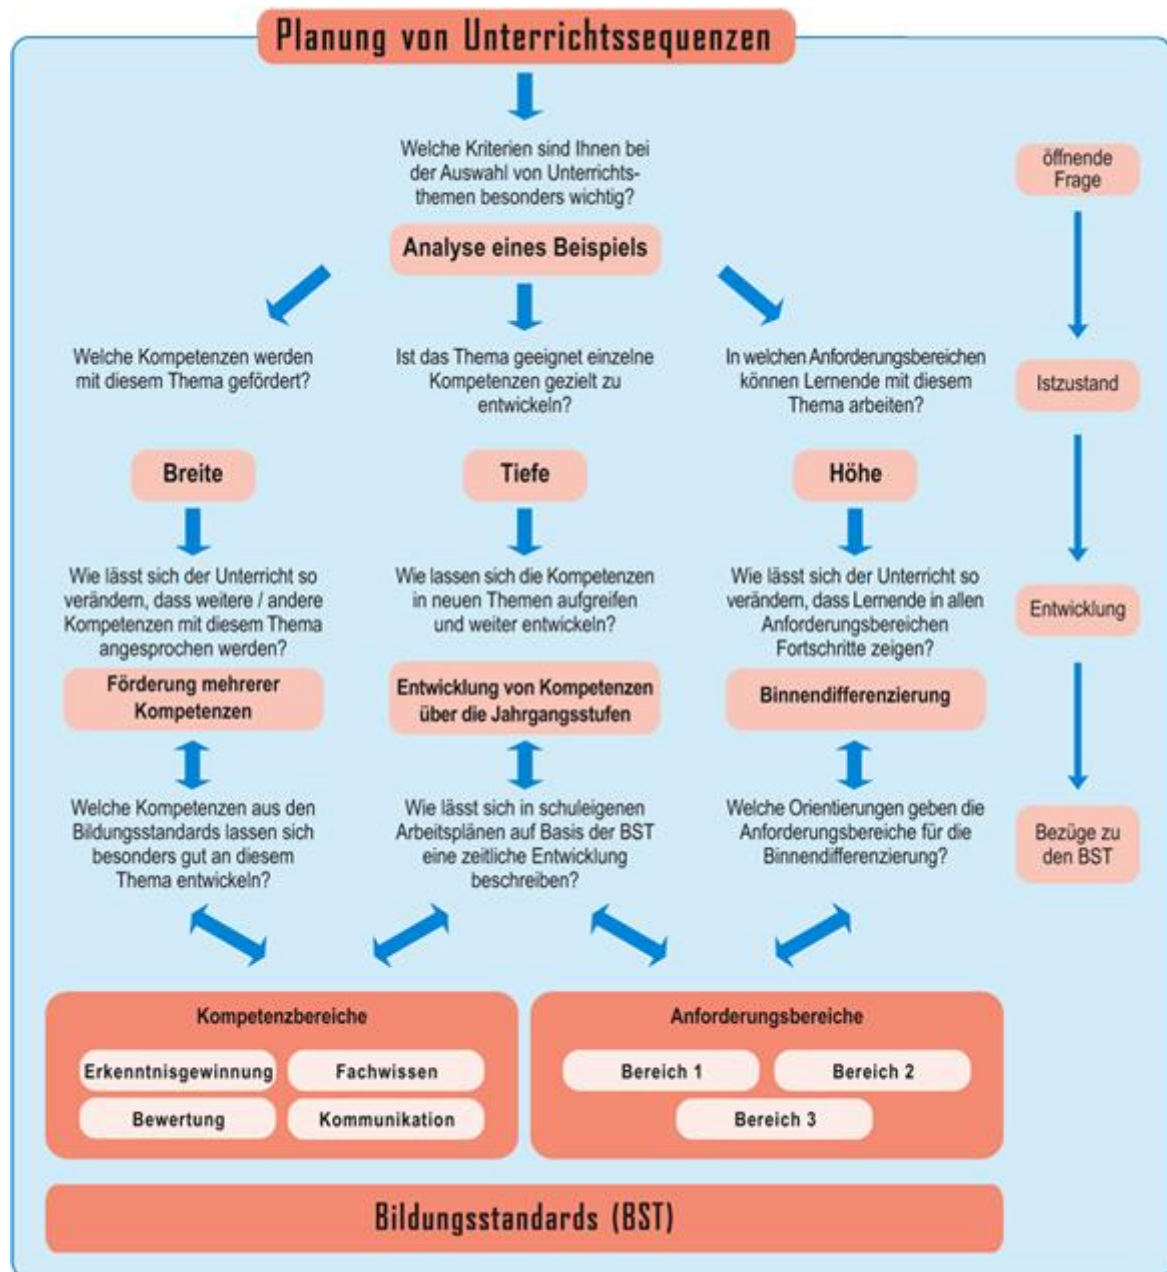 Planung von Unterrichtssequenzen
Welche Kriterien sind Ihnen bei
der Auswahl von Unterrichts-
themen besonders wichtig?
öffnende
Frage
Analyse eines Beispiels
Welche Kompetenzen werden
mit diesem Thema gefördert?
Ist das Thema geeignet einzelne
Kompetenzen gezielt zu
entwickeln?
In welchen Anforderungsbereichen
können Lernende mit diesem
Thema arbeiten?
Istzustand
Breite
Tiefe
Höhe
Wie lässt sich der Unterricht so
verändern, dass weitere / andere
Kompetenzen mit diesem Thema
angesprochen werden?
Wie lassen sich die Kompetenzen
in neuen Themen aufgreifen
und weiter entwickeln?
Wie lässt sich der Unterricht so
verändern, dass Lernende in allen
Anforderungsbereichen
Fortschritte zeigen?
Entwicklung
Förderung mehrerer
Kompetenzen
Entwicklung von Kompetenzen
über die Jahrgangsstufen
Binnendifferenzierung
Welche Kompetenzen aus den
Bildungsstandards lassen sich
besonders gut an diesem
Thema entwickeln?
Wie lässt sich in schuleigenen
Arbeitsplänen auf Basis der BST
eine zeitliche Entwicklung
beschreiben?
Welche Orientierungen geben die
Anforderungsbereiche für die
Binnendifferenzierung?
Bezüge zu
den BST
Kompetenzbereiche
Erkenntnisgewinnung
Fachwissen
Bewertung
Kommunikation
Anforderungsbereiche
Bereich 1
Bereich 2
Bereich 3
Bildungsstandards (BST)